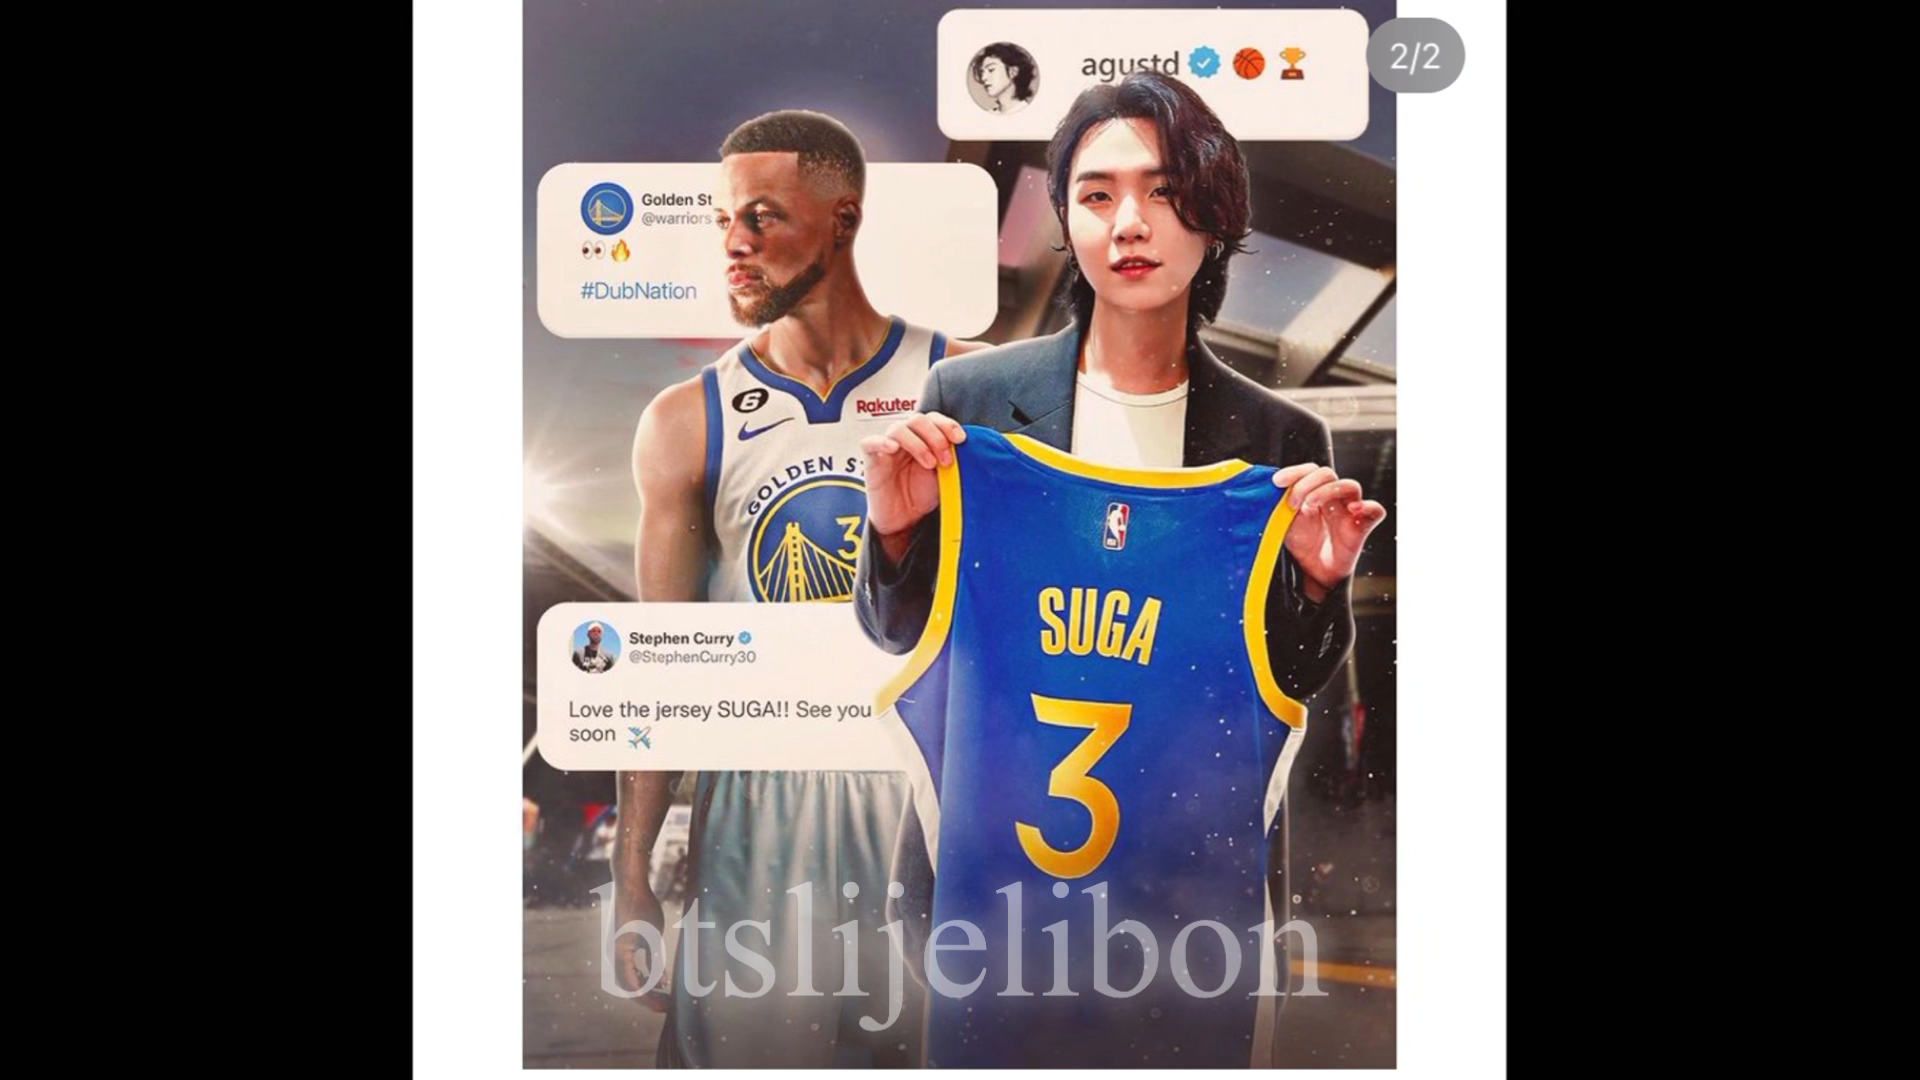 agustd
2/2
Golden St
@warriors
#DubNation
6
Rakuten
GOLDEN S
3
Stephen Curry
@StephenCurry30
Love the jersey SUGA!! See you
soon
SUGA
3
btslijelibon